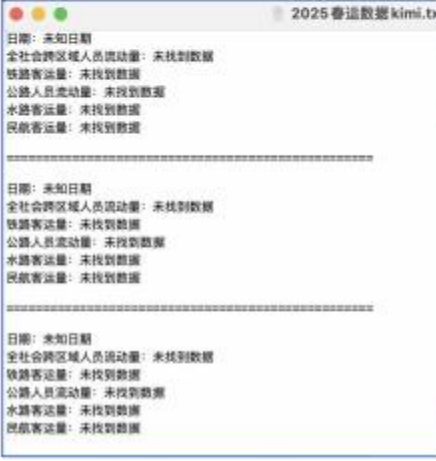 2025春运数据kimi.tx
日期：未知日期
全社会跨区域人员流动量：未找到数据
铁路客运量：未找到数据
公路人员流动量：未找到数据
水路客运量：未找到数据
民航客运量：未找到数据
==================================================
日期：未知日期
全社会跨区域人员流动量：未找到数据
铁路客运量：未找到数据
公路人员流动量：未找到数据
水路客运量：未找到数据
民航客运量：未找到数据
==================================================
日期：未知日期
全社会跨区域人员流动量：未找到数据
铁路客运量：未找到数据
公路人员流动量：未找到数据
水路客运量：未找到数据
民航客运量：未找到数据